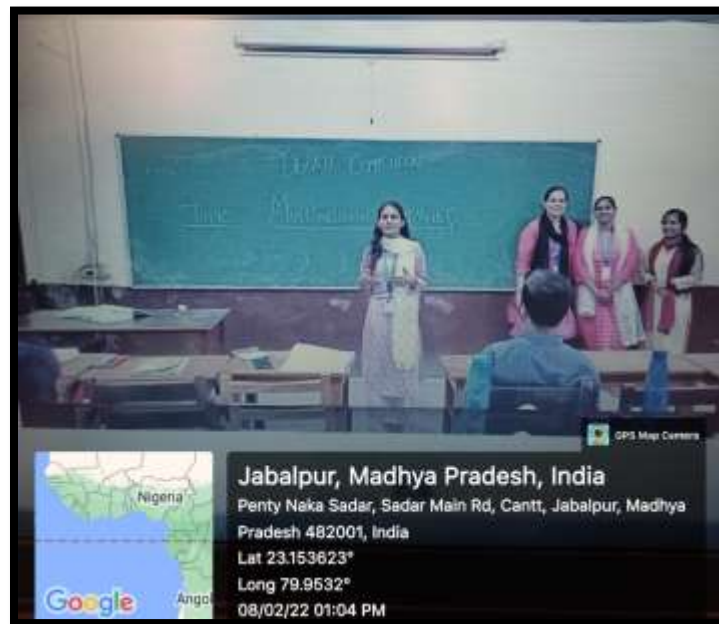 GPS Map Camera
Nigeria
Angol
Google
Jabalpur, Madhya Pradesh, India
Penty Naka Sadar, Sadar Main Rd, Cantt, Jabalpur, Madhya
Pradesh 482001, India
Lat 23.153623°
Long 79.9532°
08/02/22 01:04 PM